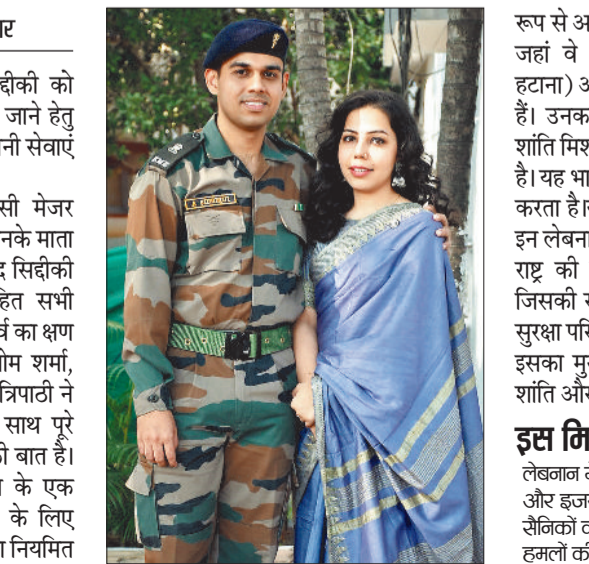 र
द्दीकी को
जाने हेतु
नी सेवाएं
सी मेजर
नके माता
द सिद्दीकी
हित सभी
र्व का क्षण
ोम शर्मा,
त्रिपाठी ने
साथ पूरे
ी बात है।
के एक
के लिए
ा नियमित
रूप से अ
जहां वे
हटाना) अ
हैं। उनक
शांति मिश
है। यह भा
करता है।
इन लेबना
राष्ट्र की
जिसकी स
सुरक्षा परि
इसका मु
शांति और
इस मि
लेबनान म
और इज
सैनिकों व
हमलों की